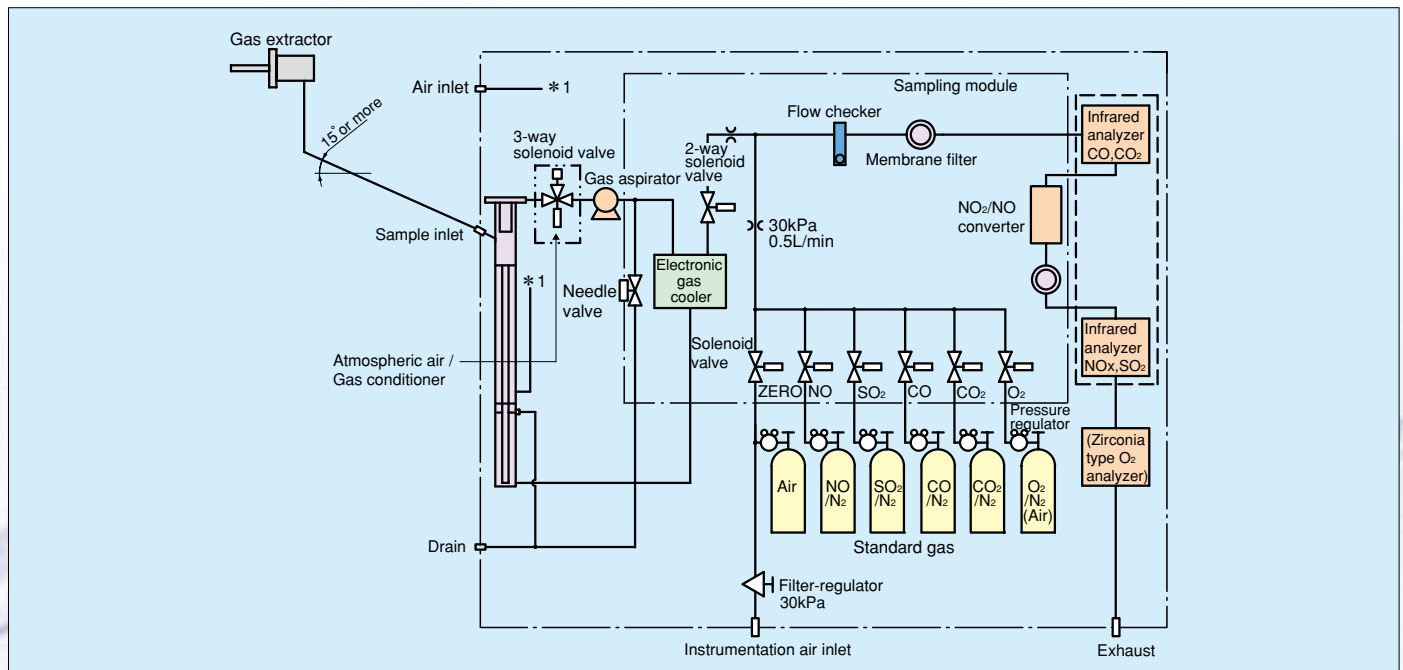 Gas extractor
Air inlet
*1
15° or more
Sampling module
Flow checker
Infrared
analyzer
CO,CO2
3-way
solenoid valve
2-way
solenoid
valve
Membrane filter
Gas aspirator
NO2/NO
converter
Sample inlet
30kPa
0.5L/min
*1
Electronic
gas
cooler
Needle
valve
Infrared
analyzer
NOx,SO2
Solenoid
valve
Atmospheric air /
Gas conditioner
ZERO
NO
SO2
CO
CO2
O2
Pressure
regulator
(Zirconia
type O2
analyzer)
Air
NO
/N2
SO2
/N2
CO
/N2
CO2
/N2
O2
/N2
(Air)
Drain
Standard gas
Filter-regulator
30kPa
Instrumentation air inlet
Exhaust